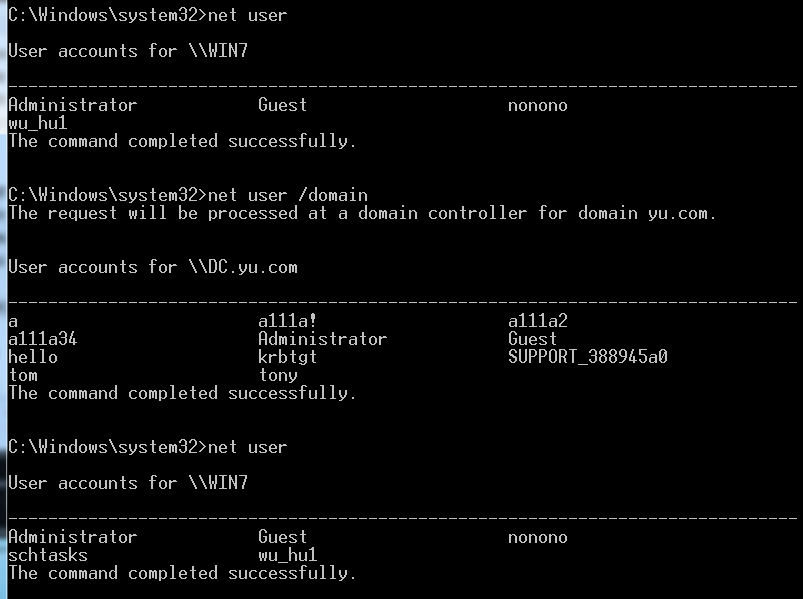 C:\Windows\system32>net user
User accounts for \\WIN7
-------------------------------------------------------------------------------
Administrator            Guest                    nonono
wu_hu1
The command completed successfully.
C:\Windows\system32>net user /domain
The request will be processed at a domain controller for domain yu.com.
User accounts for \\DC.yu.com
-------------------------------------------------------------------------------
a                        a111a!                   a111a2
a111a34                  Administrator            Guest
hello                    krbtgt                   SUPPORT_388945a0
tom                      tony
The command completed successfully.
C:\Windows\system32>net user
User accounts for \\WIN7
-------------------------------------------------------------------------------
Administrator            Guest                    nonono
schtasks                 wu_hu1
The command completed successfully.